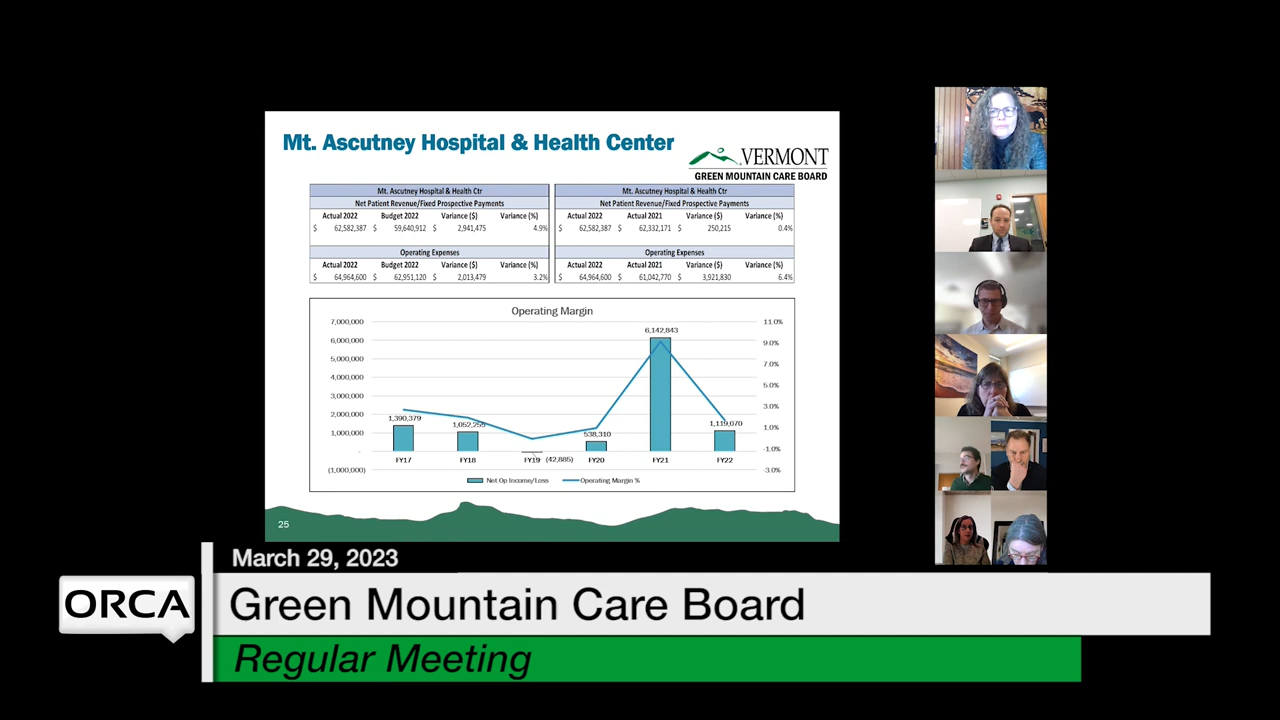 Mt. Ascutney Hospital & Health Center
VERMONT
GREEN MOUNTAIN CARE BOARD
Mt. Ascutney Hospital & Health Ctr
Net Patient Revenue/Fixed Prospective Payments
Actual 2022 Budget 2022 Variance ($) Variance (%)
$ 62,582,387 $ 59,640,912 $ 2,941,475 4.9%
Operating Expenses
Actual 2022 Budget 2022 Variance ($) Variance (%)
$ 64,964,600 $ 62,951,120 $ 2,013,479 3.2%
Mt. Ascutney Hospital & Health Ctr
Net Patient Revenue/Fixed Prospective Payments
Actual 2022 Actual 2021 Variance ($) Variance (%)
$ 62,582,387 $ 62,332,171 $ 250,215 0.4%
Operating Expenses
Actual 2022 Actual 2021 Variance ($) Variance (%)
$ 64,964,600 $ 61,042,770 $ 3,921,830 6.4%
Operating Margin
7,000,000 11.0%
6,142,843
6,000,000 9.0%
5,000,000 7.0%
4,000,000 5.0%
3,000,000 3.0%
2,000,000 1.0%
1,390,379 1,052,255 538,310 1,119,070
1,000,000 -1.0%
-
FY17 FY18 FY19 (42,885) FY20 FY21 FY22
(1,000,000) -3.0%
Net Op Income/Loss Operating Margin %
25
March 29, 2023
ORCA
Green Mountain Care Board
Regular Meeting